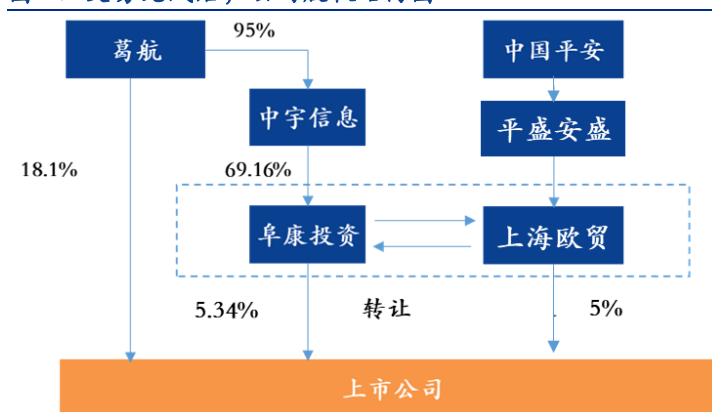 95%
葛航
中国平安
中宇信息
平盛安盛
18.1%
69.16%
阜康投资
上海欧贸
5.34%
转让
5%
上市公司